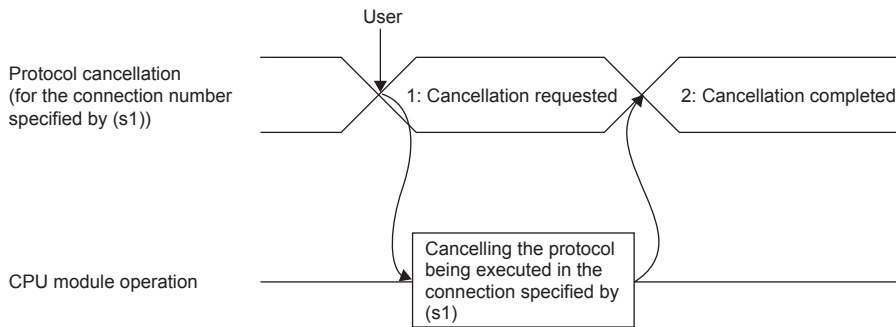 User
Protocol cancellation
(for the connection number
specified by (s1))
1: Cancellation requested
2: Cancellation completed
CPU module operation
Cancelling the protocol
being executed in the
connection specified by
(s1)